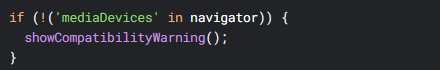 if (!('mediaDevices' in navigator)) {
  showCompatibilityWarning();
}